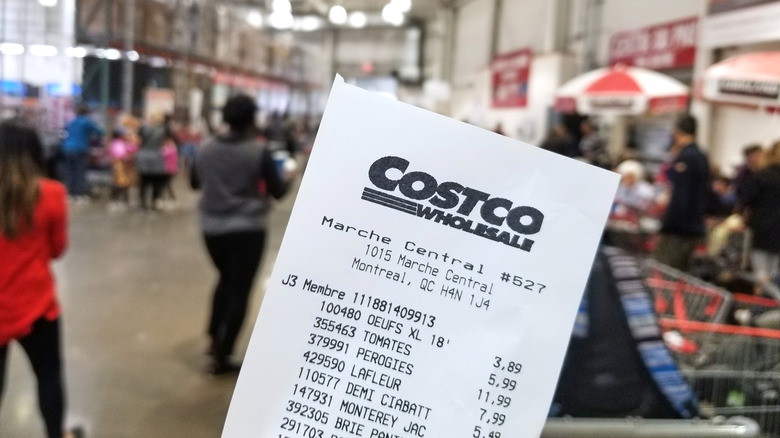 COSTCO
WHOLESALE
Marche Central #527
1015 Marche Central
Montreal, QC H4N 1J4
J3 Membre 111881409913
100480 OEUFS XL 18'
355463 TOMATES 3,89
379991 PEROGIES 5,99
429590 LAFLEUR 11,99
110577 DEMI CIABATT 7,99
147931 MONTEREY JAC 5,49
392305 BRIE
291703